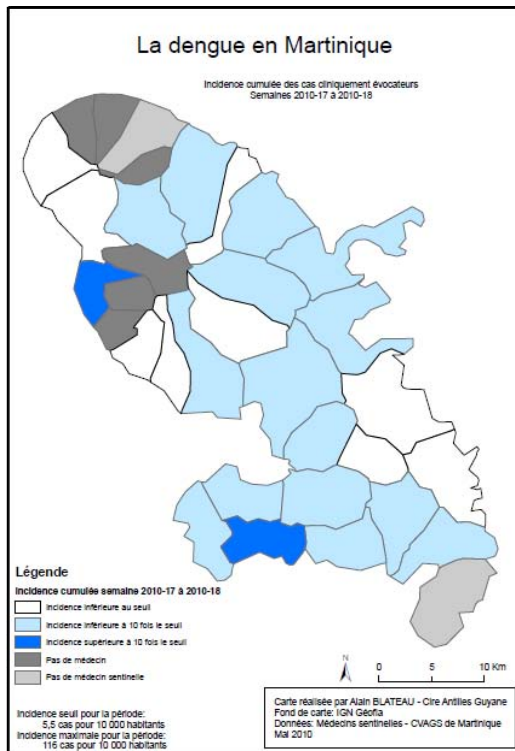 La dengue en Martinique
Incidence cumulée des cas cliniquement évocateurs
Semaines 2010-17 à 2010-18
Légende
Incidence cumulée semaine 2010-17 à 2010-18
Incidence inférieure au seuil
Incidence inférieure à 10 fois le seuil
Incidence supérieure à 10 fois le seuil
Pas de médecin
Pas de médecin sentinelle
N
0 5 10 Km
Incidence seuil pour la période:
5,5 cas pour 10 000 habitants
Incidence maximale pour la période:
116 cas pour 10 000 habitants
Carte réalisée par Alain BLATEAU - Cire Antilles Guyane
Fond de carte: IGN Géofla
Données: Médecins sentinelles - CVAGS de Martinique
Mai 2010